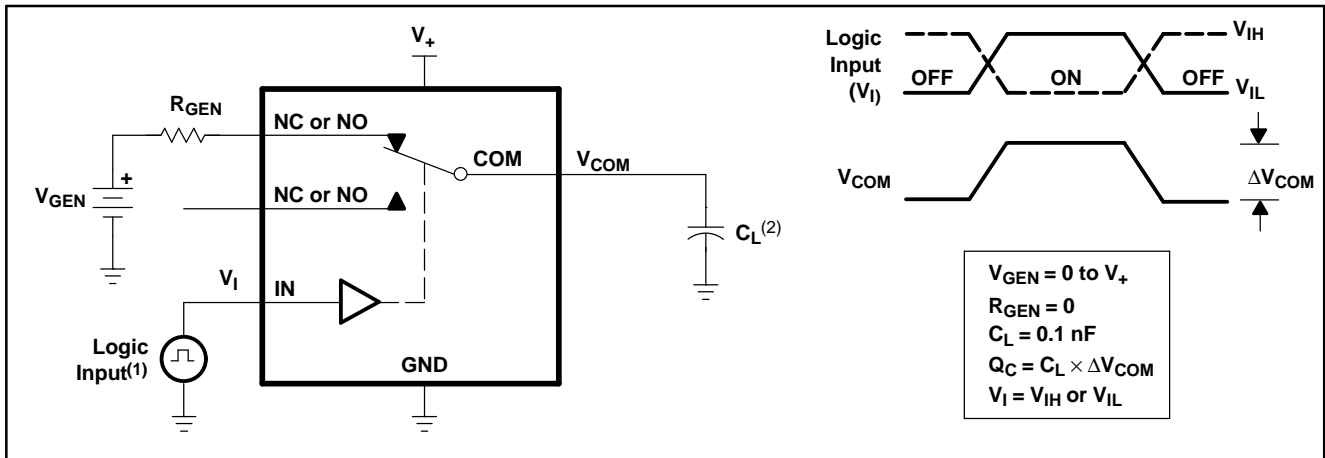 V+
RGEN
NC or NO
COM
VCOM
VGEN
+
NC or NO
CL(2)
VI
IN
Logic
Input(1)
GND
Logic
Input
(VI)
VIH
OFF
ON
OFF
VIL
VCOM
ΔVCOM
VGEN = 0 to V+
RGEN = 0
CL = 0.1 nF
QC = CL × ΔVCOM
VI = VIH or VIL